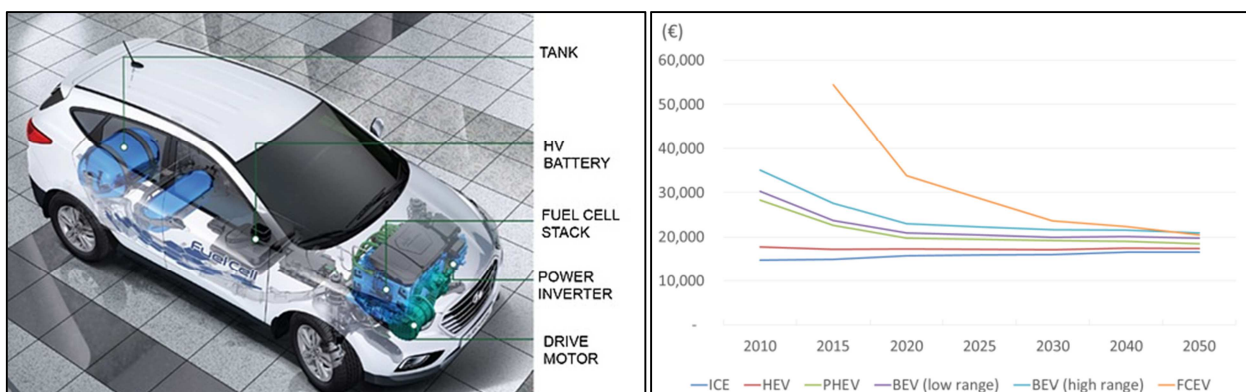 TANK
HV
BATTERY
FUEL CELL
STACK
POWER
INVERTER
DRIVE
MOTOR
Fuel Cell
(€)
60,000
50,000
40,000
30,000
20,000
10,000
-
2010 2015 2020 2025 2030 2040 2050
ICE HEV PHEV BEV (low range) BEV (high range) FCEV